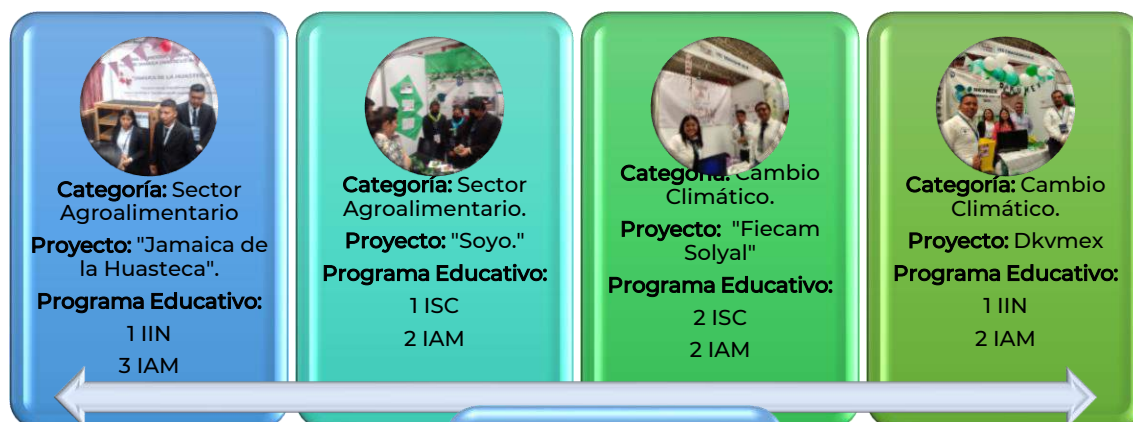 Categoría: Sector
Agroalimentario
Proyecto: "Jamaica de
la Huasteca".
Programa Educativo:
1 IIN
3 IAM
Categoría: Sector
Agroalimentario.
Proyecto: "Soyo."
Programa Educativo:
1 ISC
2 IAM
Categoría: Cambio
Climático.
Proyecto: "Fiecam
Solyal"
Programa Educativo:
2 ISC
2 IAM
Categoría: Cambio
Climático.
Proyecto: Dkvmex
Programa Educativo:
1 IIN
2 IAM